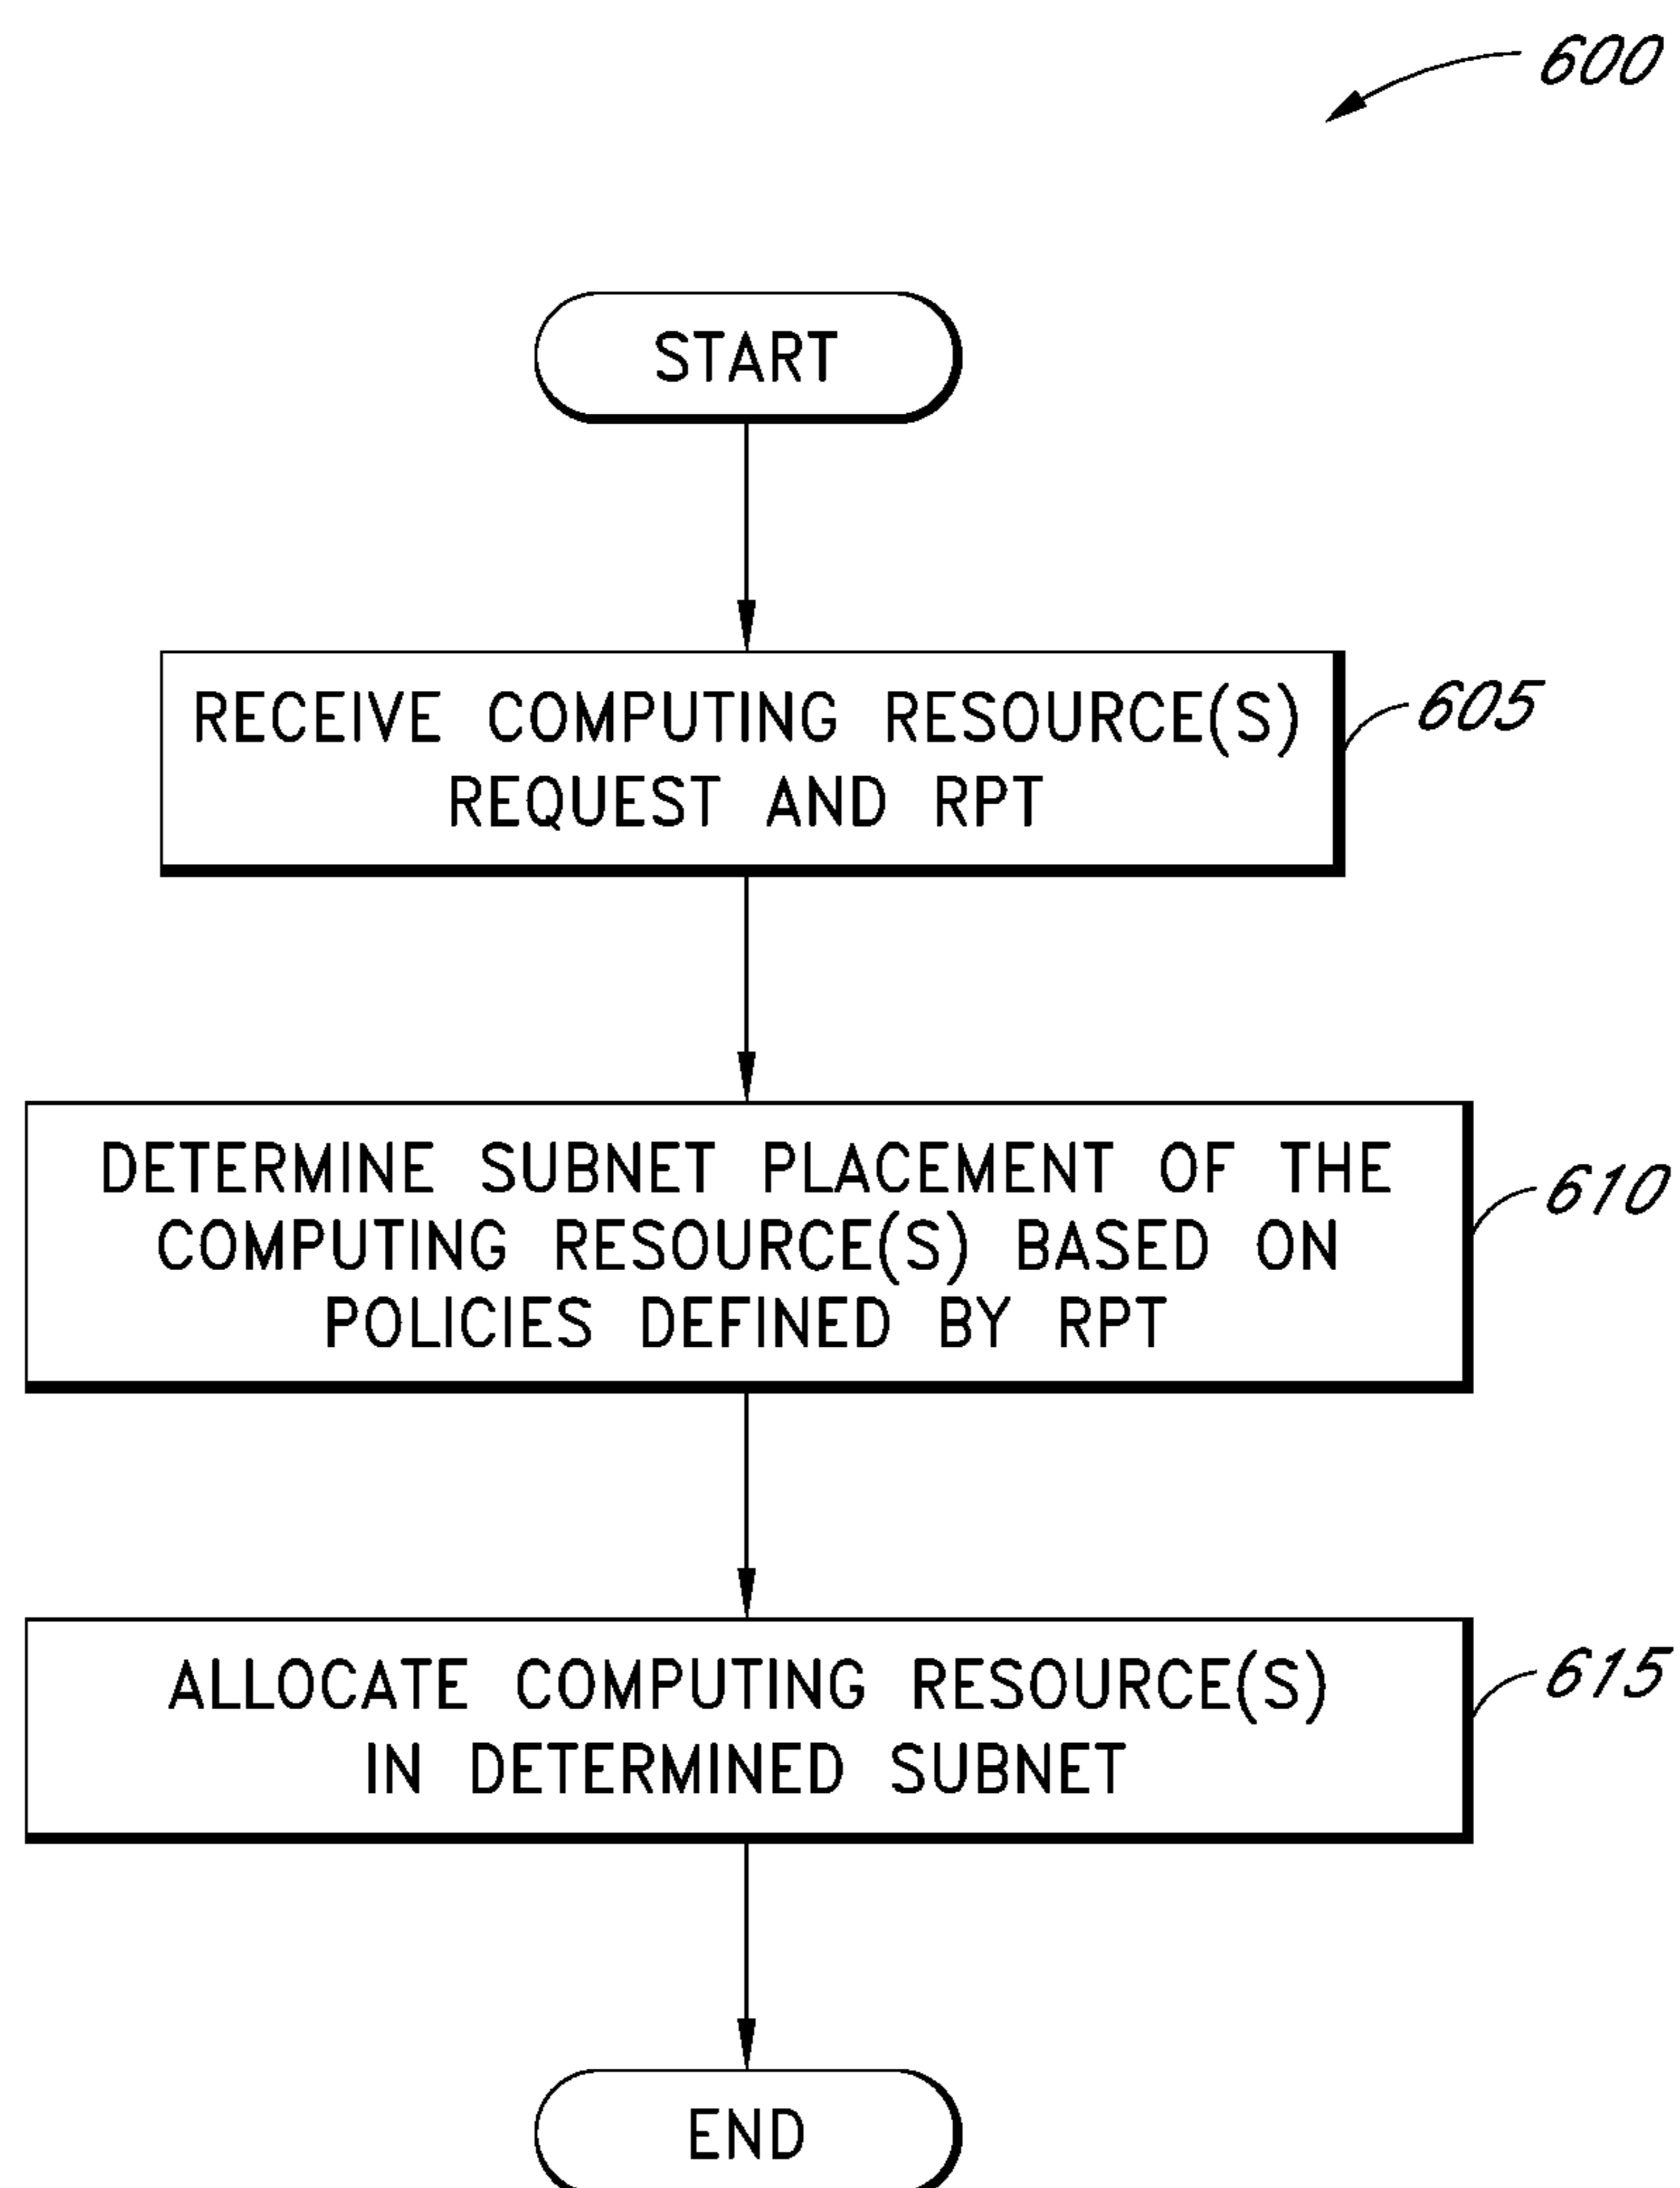 600
START
RECEIVE COMPUTING RESOURCE(S)
REQUEST AND RPT
605
DETERMINE SUBNET PLACEMENT OF THE
COMPUTING RESOURCE(S) BASED ON
POLICIES DEFINED BY RPT
610
ALLOCATE COMPUTING RESOURCE(S)
IN DETERMINED SUBNET
615
END